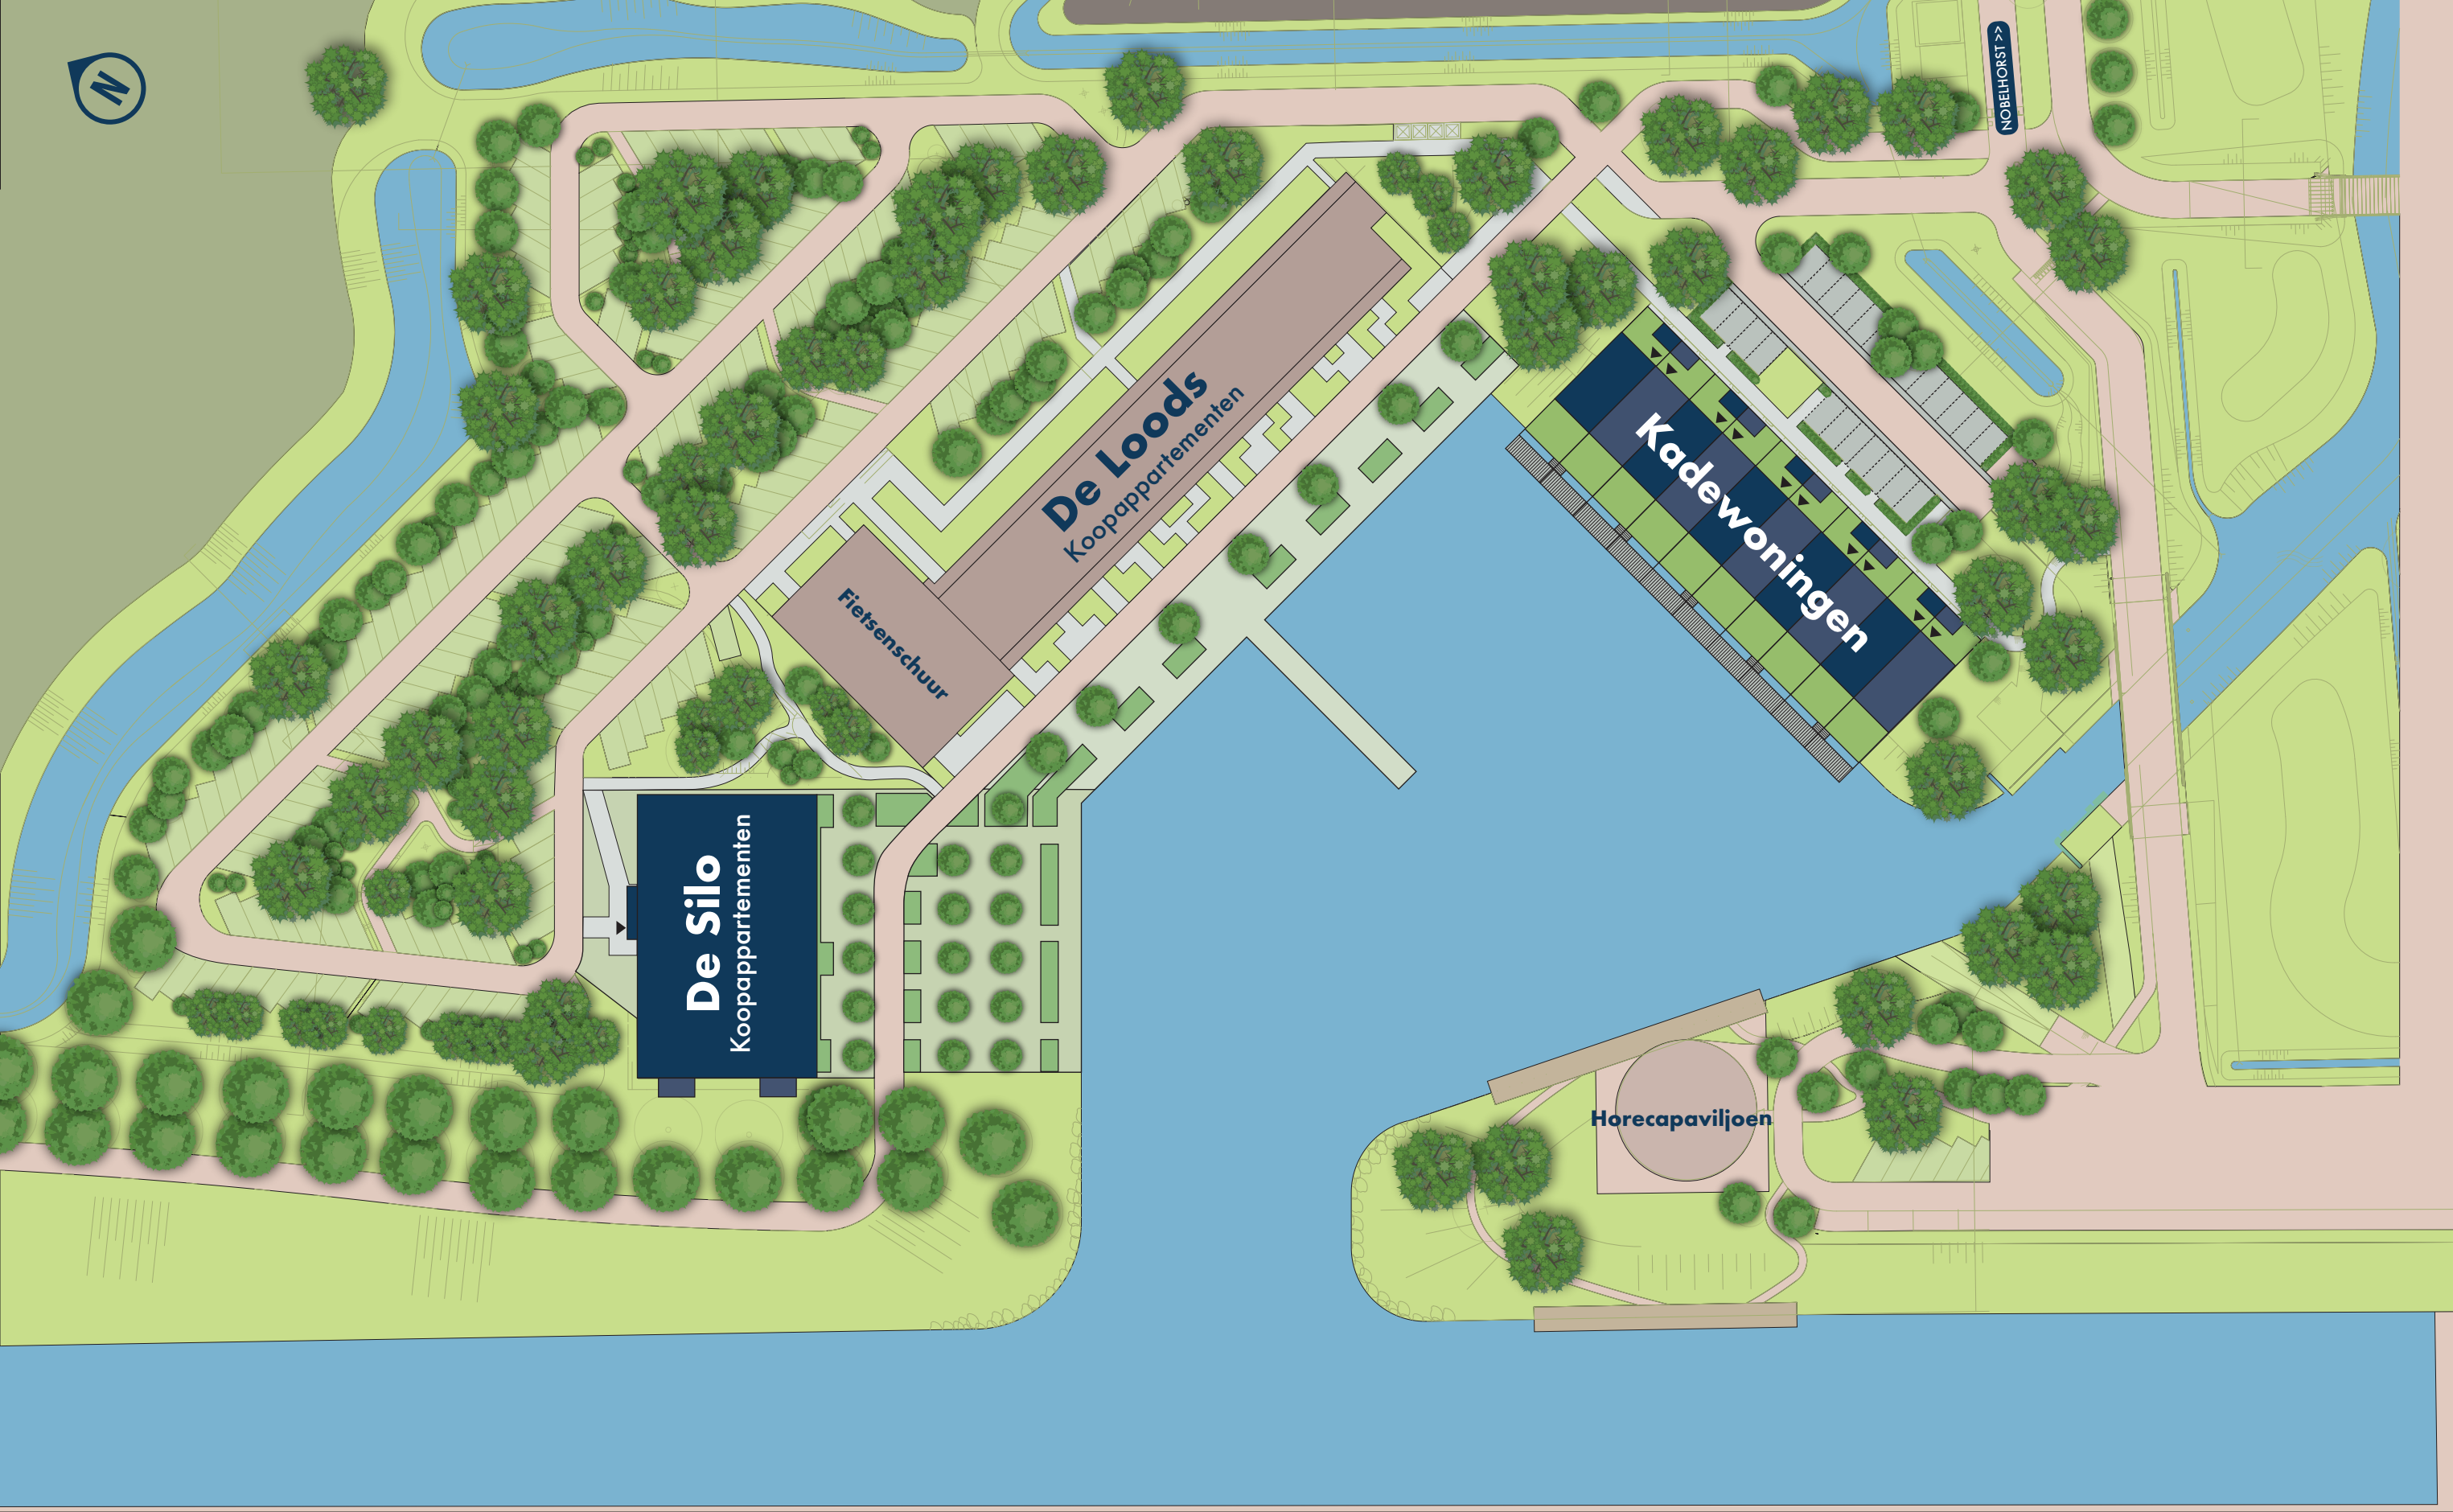 N
NOBELHORST >>
De Loods
Koopappartementen
Kadewoningen
Fietsenschuur
De Silo
Koopappartementen
Horecapaviljoen